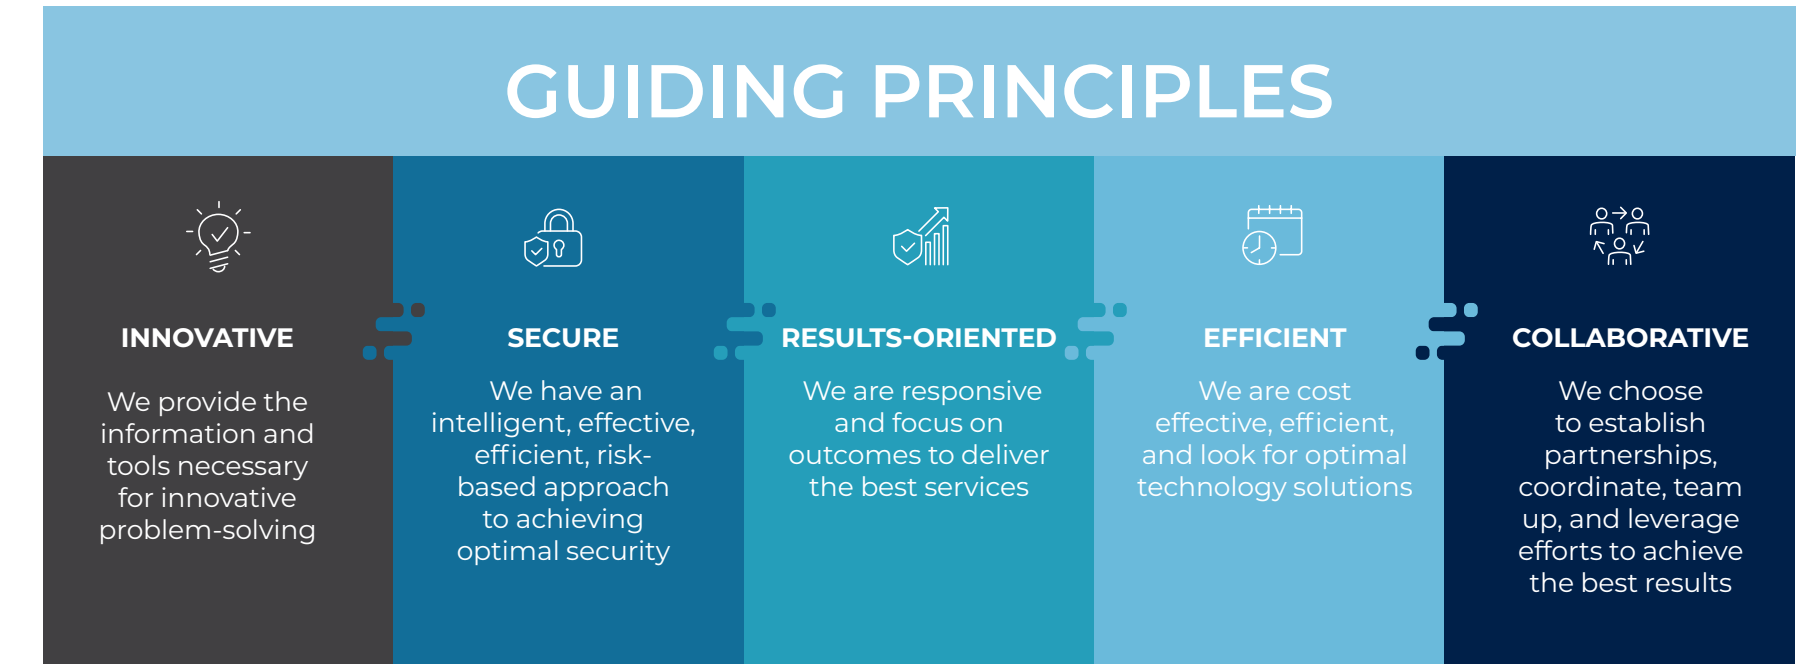 GUIDING PRINCIPLES
INNOVATIVE
We provide the
information and
tools necessary
for innovative
problem-solving
SECURE
We have an
intelligent, effective,
efficient, risk-
based approach
to achieving
optimal security
RESULTS-ORIENTED
We are responsive
and focus on
outcomes to deliver
the best services
EFFICIENT
We are cost
effective, efficient,
and look for optimal
technology solutions
COLLABORATIVE
We choose
to establish
partnerships,
coordinate, team
up, and leverage
efforts to achieve
the best results